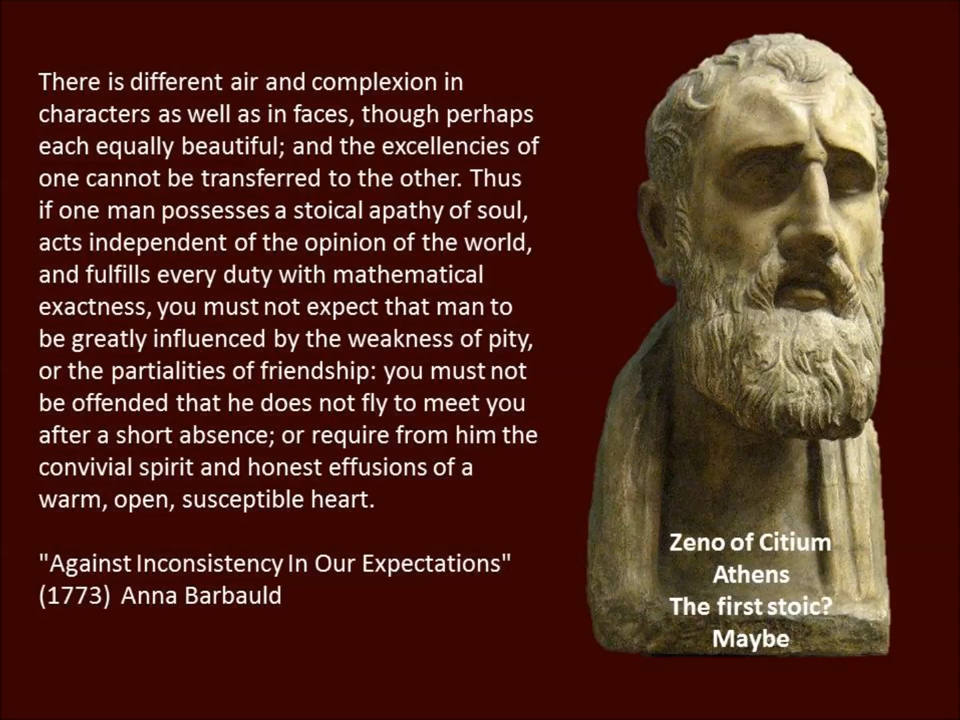 There is different air and complexion in
characters as well as in faces, though perhaps
each equally beautiful; and the excellencies of
one cannot be transferred to the other. Thus
if one man possesses a stoical apathy of soul,
acts independent of the opinion of the world,
and fulfills every duty with mathematical
exactness, you must not expect that man to
be greatly influenced by the weakness of pity,
or the partialities of friendship: you must not
be offended that he does not fly to meet you
after a short absence; or require from him the
convivial spirit and honest effusions of a
warm, open, susceptible heart.
"Against Inconsistency In Our Expectations"
(1773) Anna Barbauld
Zeno of Citium
Athens
The first stoic?
Maybe